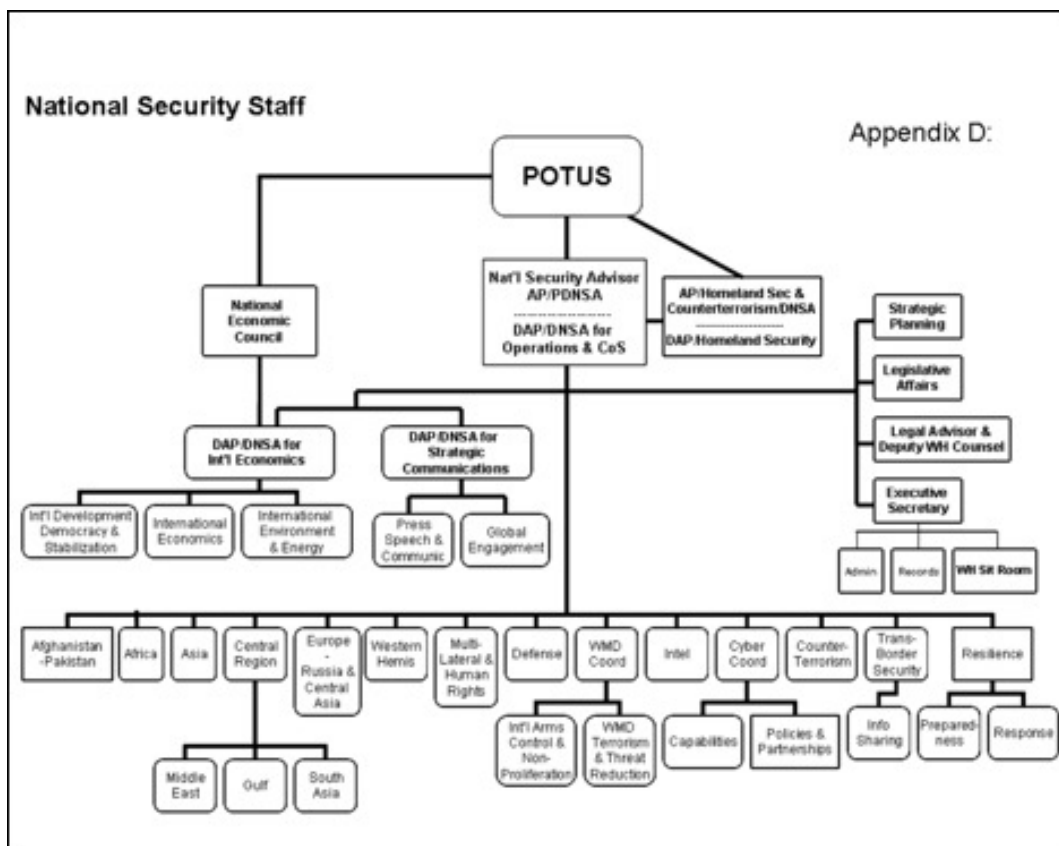 National Security Staff
Appendix D:
POTUS
National
Economic
Council
Nat'l Security Advisor
AP/PDNSA
----------------------
DAP/DNSA for
Operations & CoS
AP/Homeland Sec &
Counterterrorism/DNSA
--------------------
DAP/Homeland Security
Strategic
Planning
Legislative
Affairs
Legal Advisor &
Deputy WH Counsel
Executive
Secretary
Admin
Records
WH Sit Room
DAP/DNSA for
Int'l Economics
DAP/DNSA for
Strategic
Communications
Int'l Development
Democracy &
Stabilization
International
Economics
International
Environment
& Energy
Press
Speech &
Communic
Global
Engagement
Afghanistan
-Pakistan
Africa
Asia
Central
Region
Europe
-
Russia &
Central
Asia
Western
Hemis
Multi-
Lateral &
Human
Rights
Defense
WMD
Coord
Intel
Cyber
Coord
Counter-
Terrorism
Trans-
Border
Security
Resilience
Middle
East
Gulf
South
Asia
Int'l Arms
Control &
Non-
Proliferation
WMD
Terrorism
& Threat
Reduction
Capabilities
Policies &
Partnerships
Info
Sharing
Prepared-
ness
Response